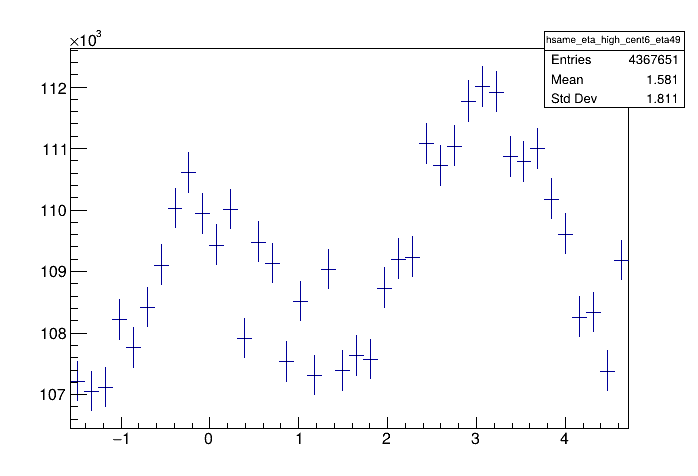 ×10³
hsame_eta_high_cent6_eta49
Entries 4367651
Mean 1.581
Std Dev 1.811
112
111
110
109
108
107
−1 0 1 2 3 4